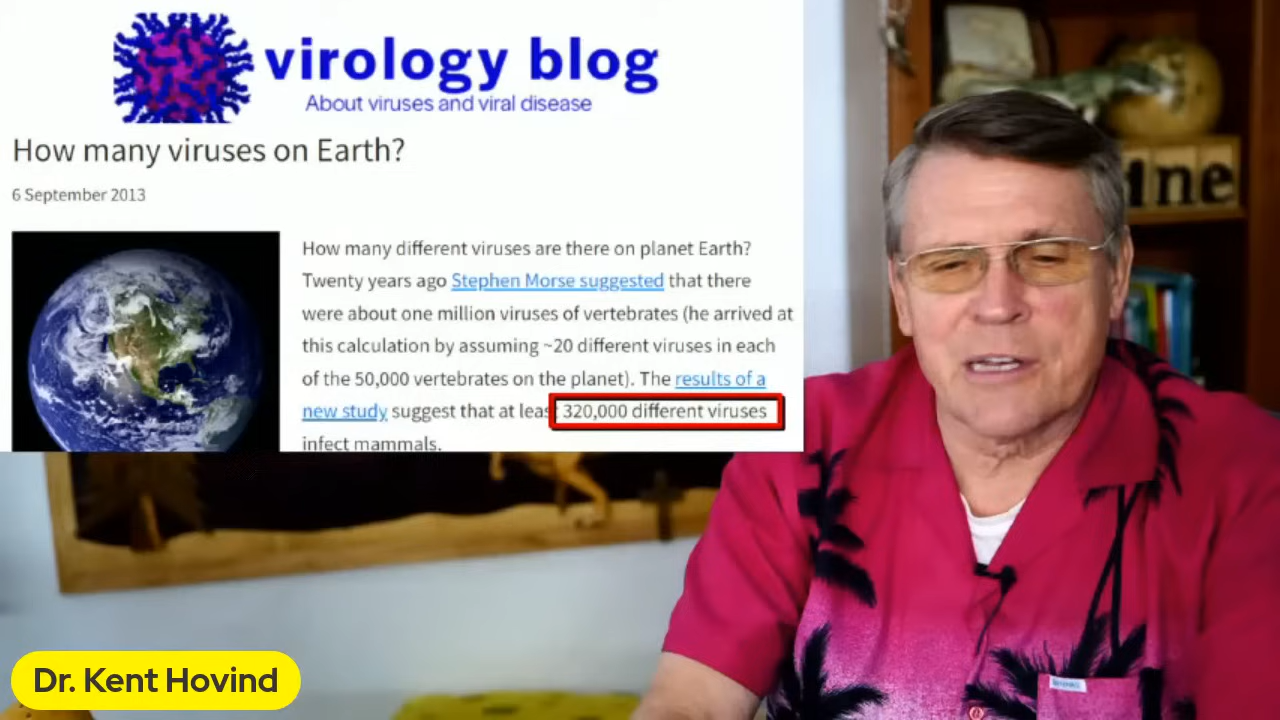 virology blog
About viruses and viral disease
How many viruses on Earth?
6 September 2013
How many different viruses are there on planet Earth?
Twenty years ago Stephen Morse suggested that there
were about one million viruses of vertebrates (he arrived at
this calculation by assuming ~20 different viruses in each
of the 50,000 vertebrates on the planet). The results of a
new study suggest that at least 320,000 different viruses
infect mammals.
Dr. Kent Hovind